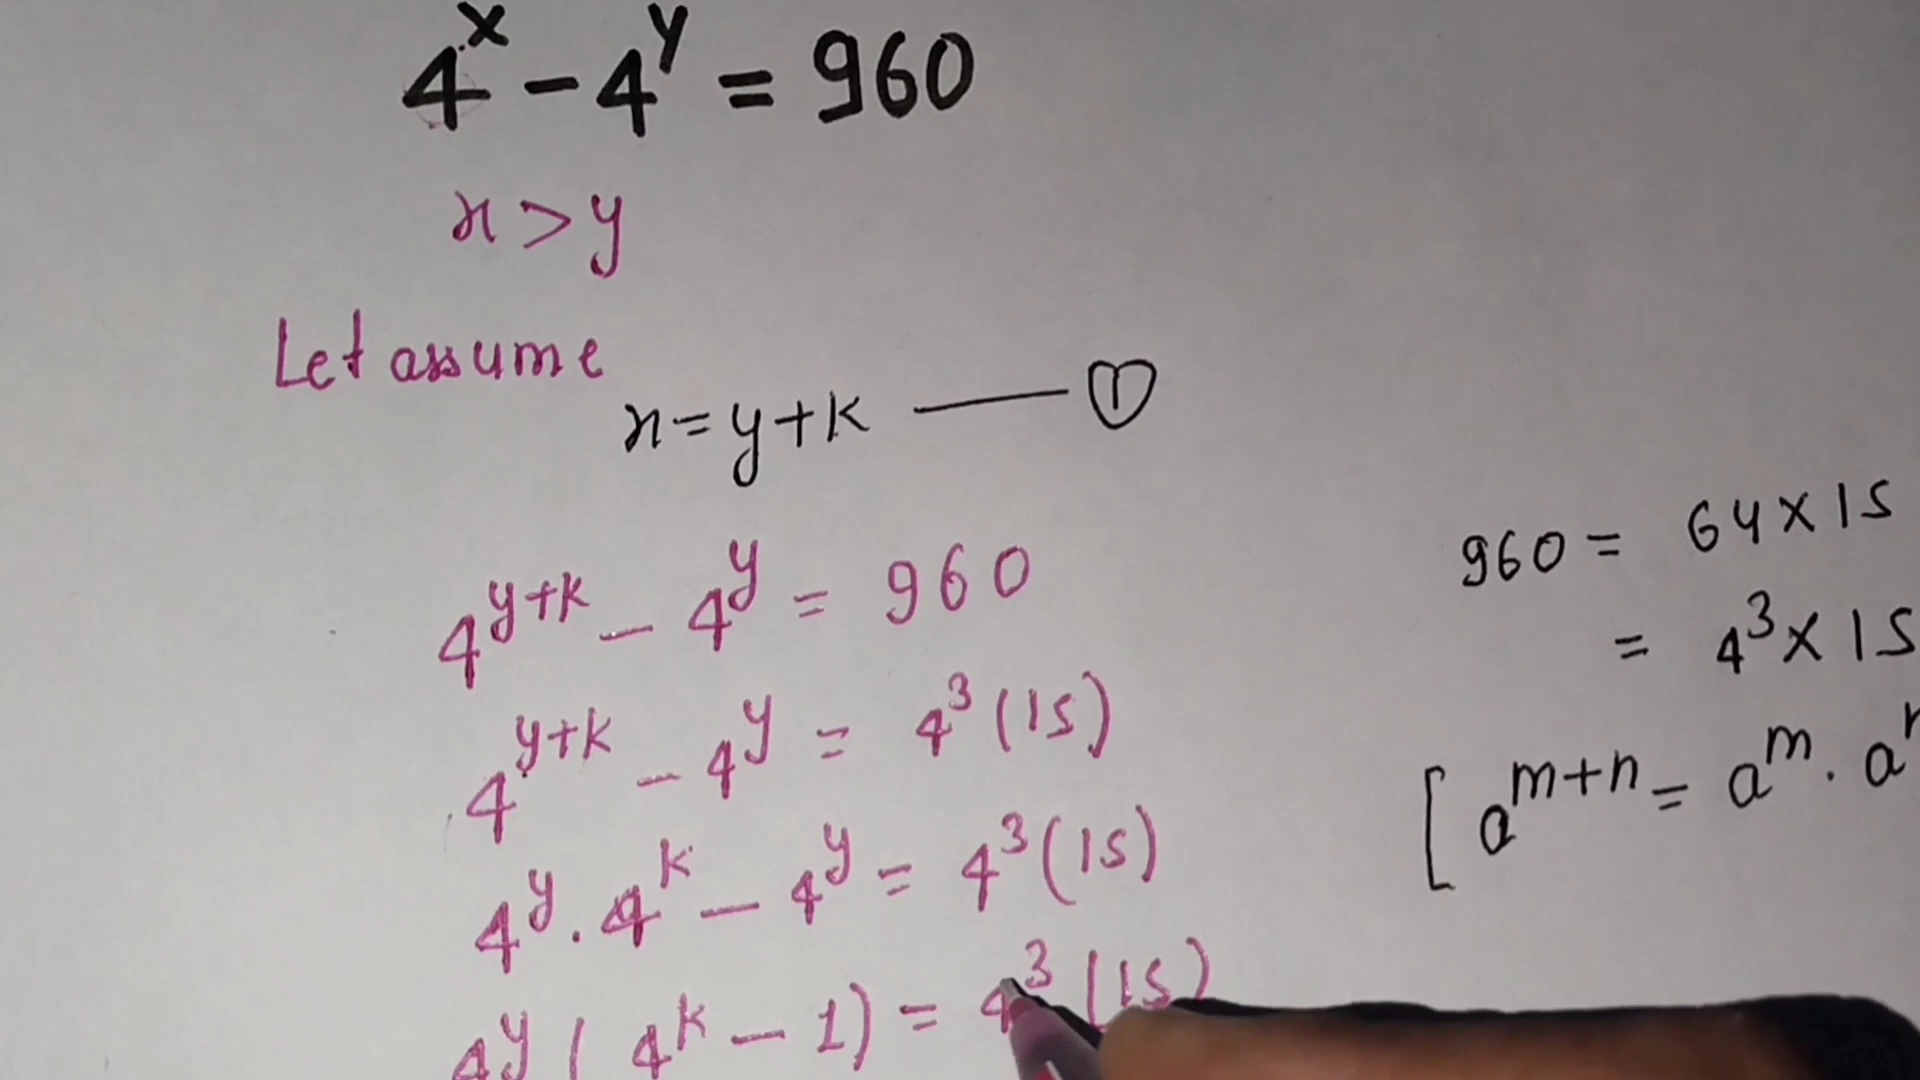 4^x - 4^y = 960
x > y
Let assume
x = y+k —— 1
4^{y+k} - 4^y = 960
4^{y+k} - 4^y = 4^3 (15)
4^y . 4^k - 4^y = 4^3 (15)
4^y ( 4^k - 1) = 4^3 (15)
960 = 64 x 15
= 4^3 x 15
[ a^{m+n} = a^m . a^n